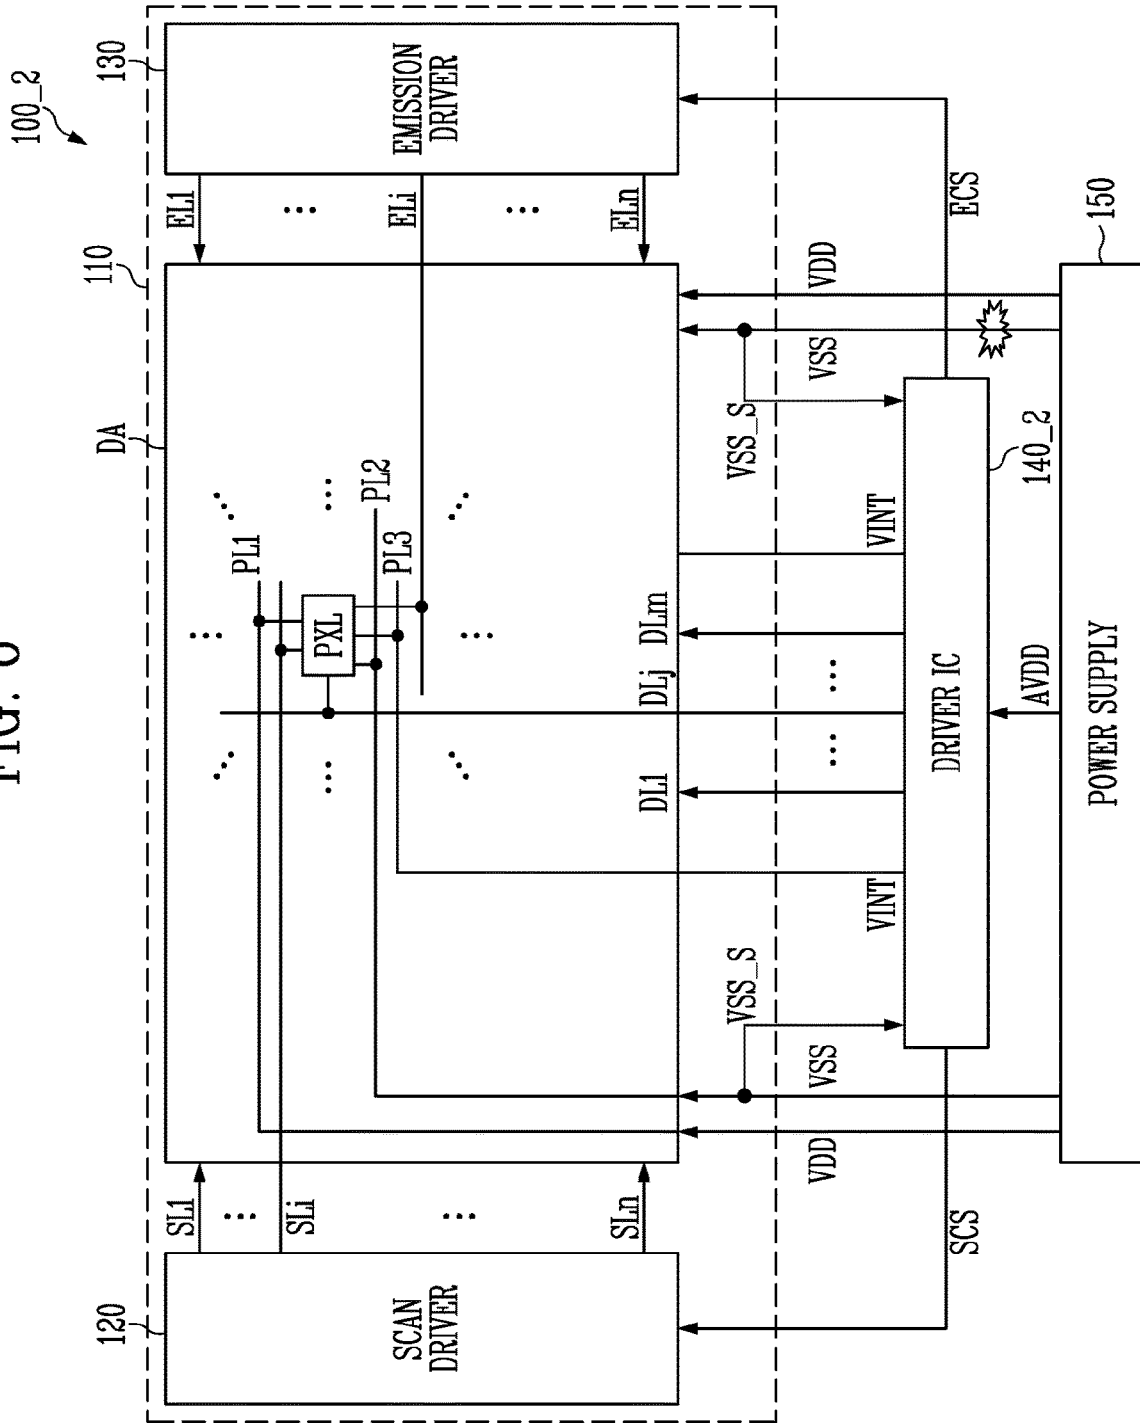 FIG.
100_2
120
DA
110
130
SL1
SLi
SLn
SCAN
DRIVER
PL1
PXL
PL2
PL3
EL1
ELi
ELn
EMISSION
DRIVER
DL1
DLj
DLm
VSS_S
VSS_S
VDD
VSS
VINT
VINT
VSS
VDD
SCS
DRIVER IC
ECS
140_2
AVDD
150
POWER SUPPLY